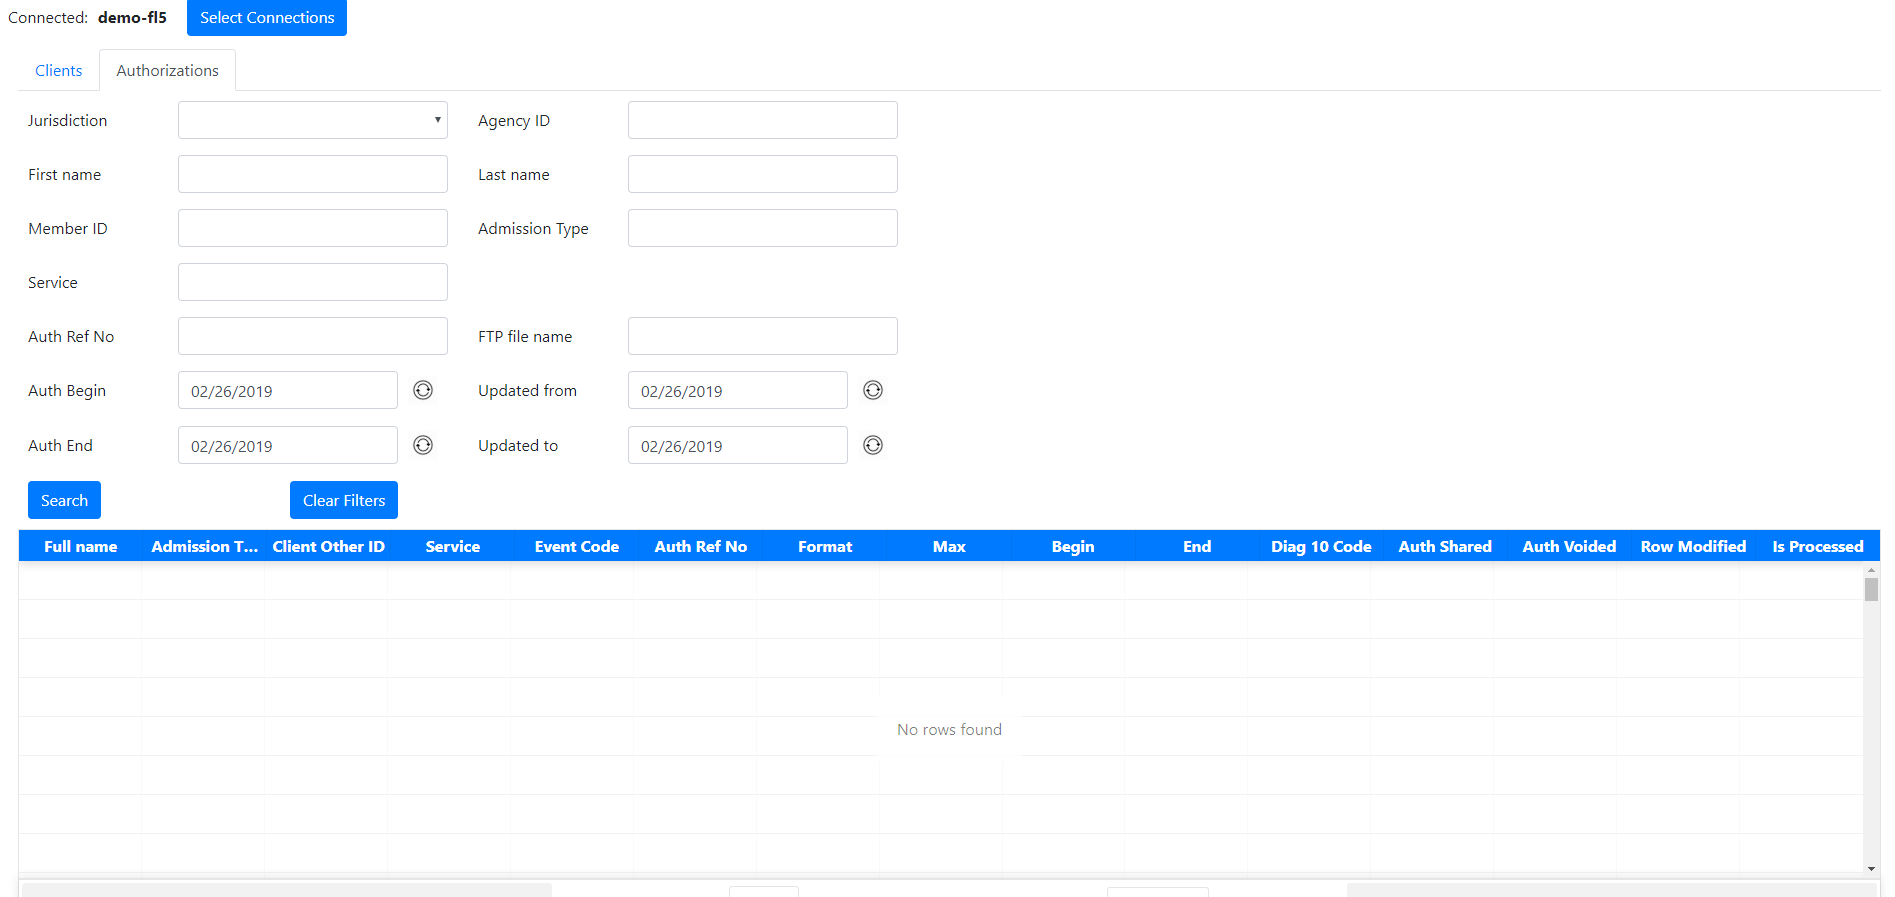 Connected: demo-fl5 Select Connections
Clients Authorizations
Jurisdiction Agency ID
First name Last name
Member ID Admission Type
Service
Auth Ref No FTP file name
Auth Begin 02/26/2019 Updated from 02/26/2019
Auth End 02/26/2019 Updated to 02/26/2019
Search Clear Filters
Full name Admission T... Client Other ID Service Event Code Auth Ref No Format Max Begin End Diag 10 Code Auth Shared Auth Voided Row Modified Is Processed
No rows found